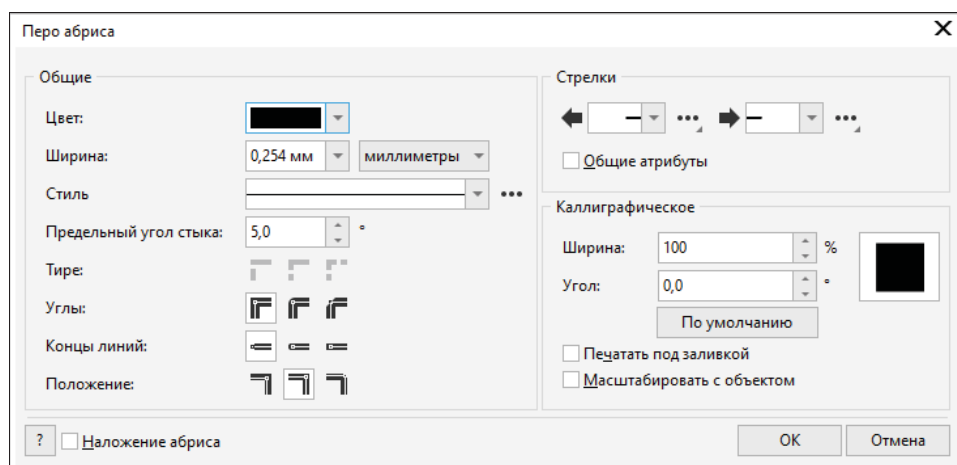 Перо абриса
Общие
Цвет:
Ширина: 0,254 мм миллиметры
Стиль
Предельный угол стыка: 5,0 °
Тире:
Углы:
Концы линий:
Положение:
Стрелки
Общие атрибуты
Каллиграфическое
Ширина: 100 %
Угол: 0,0 °
По умолчанию
Печатать под заливкой
Масштабировать с объектом
? Наложение абриса
OK Отмена